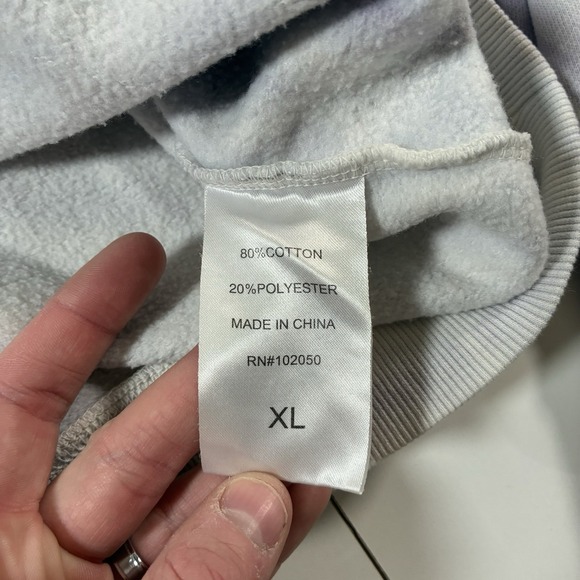 80%COTTON
20%POLYESTER
MADE IN CHINA
RN#102050
XL